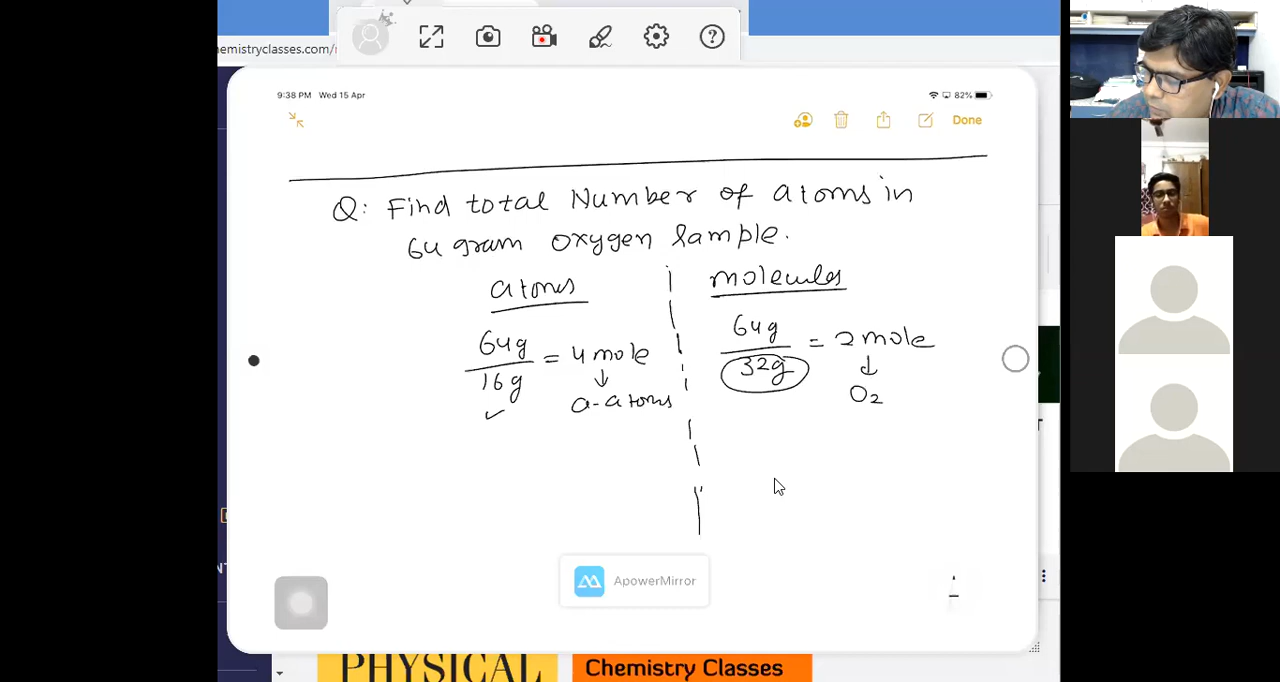 emistryclasses.com/
9:38 PM Wed 15 Apr
82%
Done
Q: Find total Number of atoms in
64 gram oxygen sample.
atoms
molecules
64g
16g
= 4 mole
a-atoms
64g
32g
= 2 mole
O2
ApowerMirror
PHYSICAL
Chemistry Classes